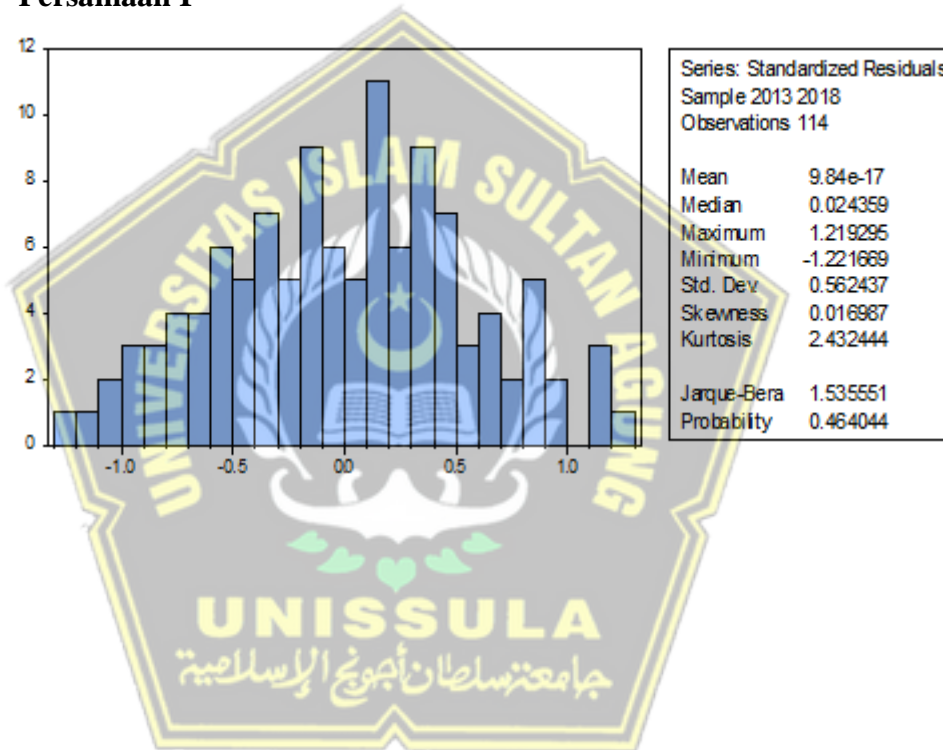 Persamaan I
12
10
8
6
4
2
0
-1.0 -0.5 0.0 0.5 1.0
Series: Standardized Residuals
Sample 2013 2018
Observations 114
Mean 9.84e-17
Median 0.024359
Maximum 1.219295
Minimum -1.221669
Std. Dev. 0.562437
Skewness 0.016987
Kurtosis 2.432444
Jarque-Bera 1.535551
Probability 0.464044
UNIVERSITAS ISLAM SULTAN AGUNG
UNISSULA
جامعة سلطان أجونج الإسلامية